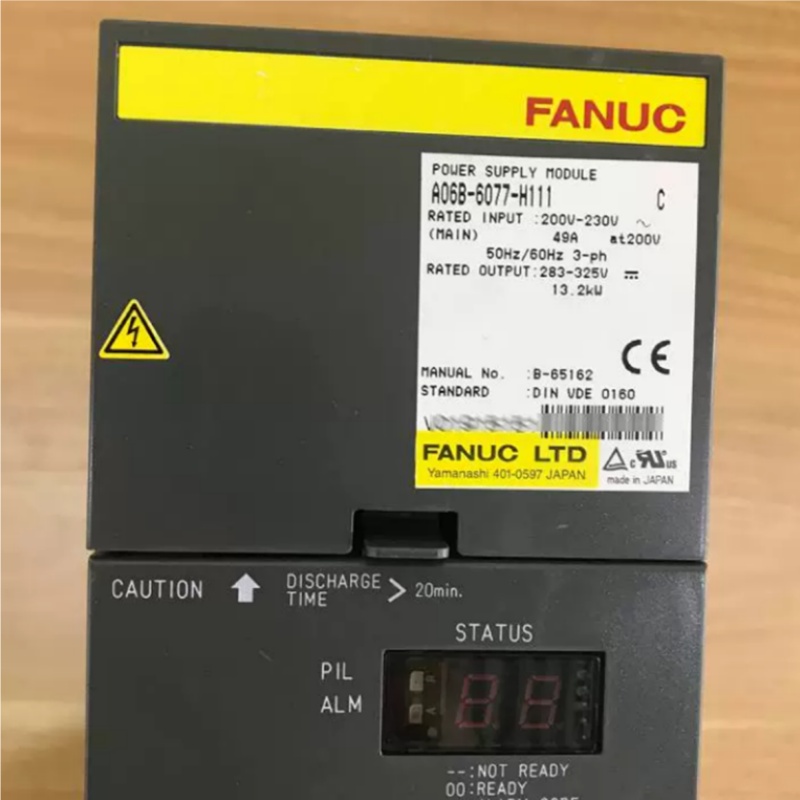 FANUC
POWER SUPPLY MODULE
A06B-6077-H111 C
RATED INPUT :200V-230V ~
(MAIN) 49A at200V
50Hz/60Hz 3-ph
RATED OUTPUT:283-325V ⎓
13.2kW
CE
MANUAL No. :B-65162
STANDARD :DIN VDE 0160
FANUC LTD
Yamanashi 401-0597 JAPAN
c UL us
made in JAPAN
CAUTION DISCHARGE TIME > 20min.
STATUS
PIL
ALM
--:NOT READY
00:READY